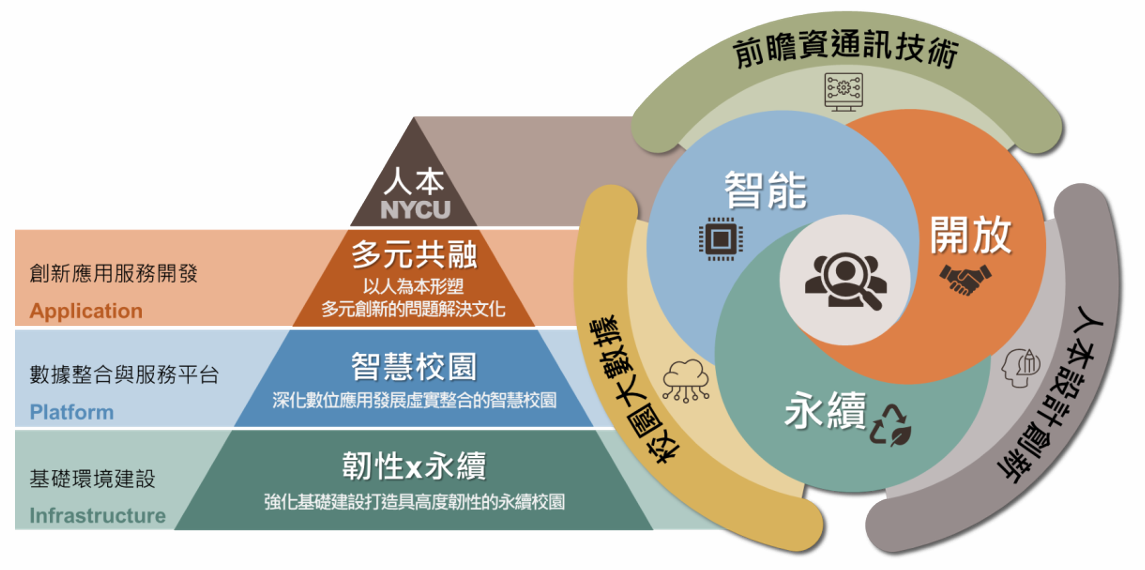 人本
NYCU
創新應用服務開發
Application
多元共融
以人為本形塑
多元創新的問題解決文化
數據整合與服務平台
Platform
智慧校園
深化數位應用發展虛實整合的智慧校園
基礎環境建設
Infrastructure
韌性x永續
強化基礎建設打造具高度韌性的永續校園
前瞻資通訊技術
智能
開放
永續
校園大數據
人本設計創新